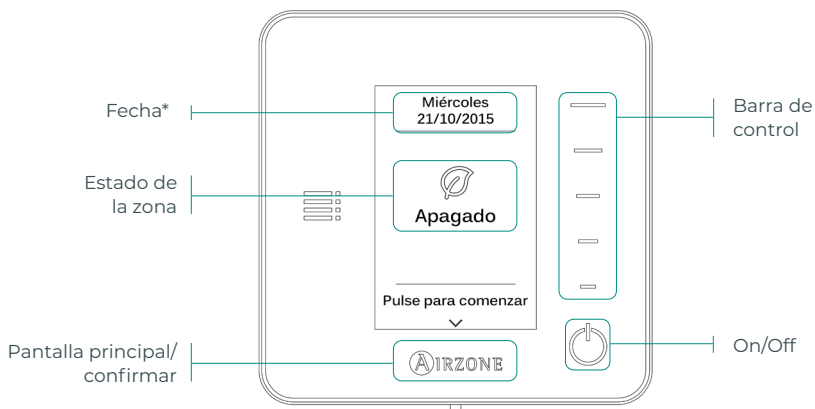 Fecha*
Estado de
la zona
Pantalla principal/
confirmar
Miércoles
21/10/2015
Apagado
Pulse para comenzar
AIRZONE
Barra de
control
On/Off